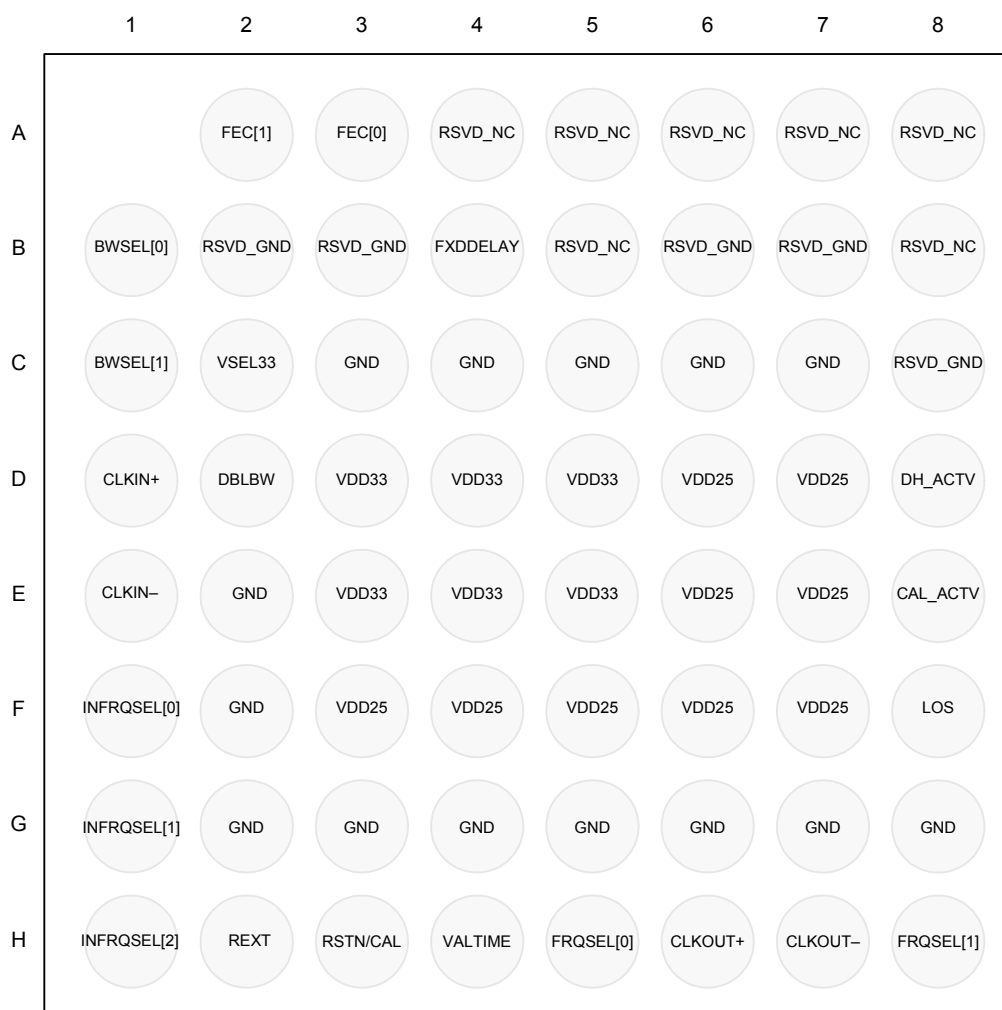 1 2 3 4 5 6 7 8
A FEC[1] FEC[0] RSVD_NC RSVD_NC RSVD_NC RSVD_NC RSVD_NC
B BWSEL[0] RSVD_GND RSVD_GND FXDDELAY RSVD_NC RSVD_GND RSVD_GND RSVD_NC
C BWSEL[1] VSEL33 GND GND GND GND GND RSVD_GND
D CLKIN+ DBLBW VDD33 VDD33 VDD33 VDD25 VDD25 DH_ACTV
E CLKIN– GND VDD33 VDD33 VDD33 VDD25 VDD25 CAL_ACTV
F INFRQSEL[0] GND VDD25 VDD25 VDD25 VDD25 VDD25 LOS
G INFRQSEL[1] GND GND GND GND GND GND GND
H INFRQSEL[2] REXT RSTN/CAL VALTIME FRQSEL[0] CLKOUT+ CLKOUT– FRQSEL[1]